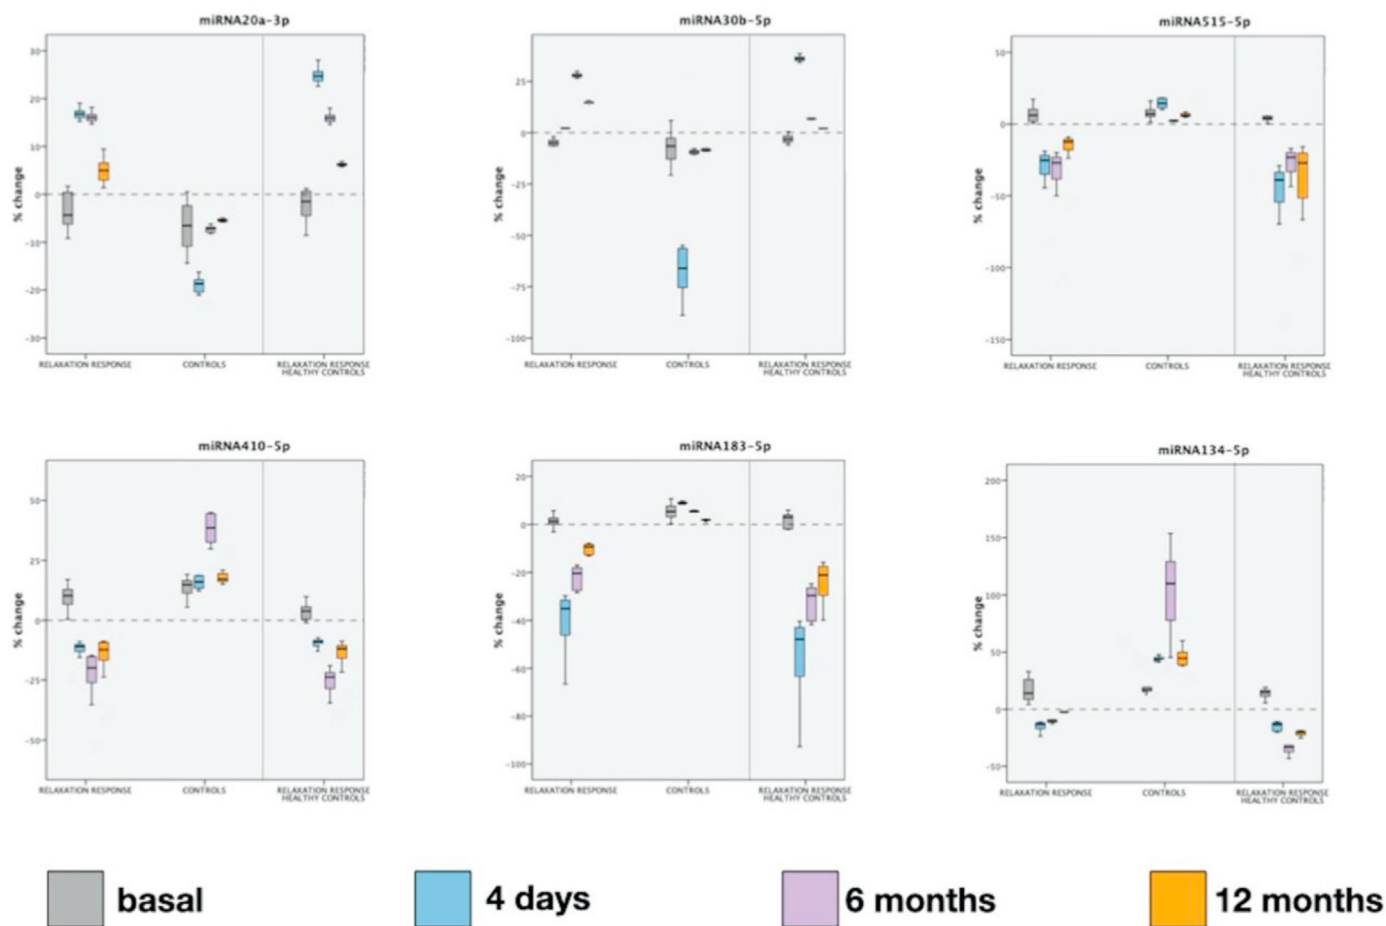 miRNA20a-3p
% change
30
20
10
0
-10
-20
-30
RELAXATION RESPONSE
CONTROLS
RELAXATION RESPONSE
HEALTHY CONTROLS
miRNA30b-5p
% change
25
0
-25
-50
-75
-100
RELAXATION RESPONSE
CONTROLS
RELAXATION RESPONSE
HEALTHY CONTROLS
miRNA515-5p
% change
50
0
-50
-100
-150
RELAXATION RESPONSE
CONTROLS
RELAXATION RESPONSE
HEALTHY CONTROLS
miRNA410-5p
% change
50
25
0
-25
-50
RELAXATION RESPONSE
CONTROLS
RELAXATION RESPONSE
HEALTHY CONTROLS
miRNA183-5p
% change
20
0
-20
-40
-60
-80
-100
RELAXATION RESPONSE
CONTROLS
RELAXATION RESPONSE
HEALTHY CONTROLS
miRNA134-5p
% change
200
150
100
50
0
-50
RELAXATION RESPONSE
CONTROLS
RELAXATION RESPONSE
HEALTHY CONTROLS
basal
4 days
6 months
12 months